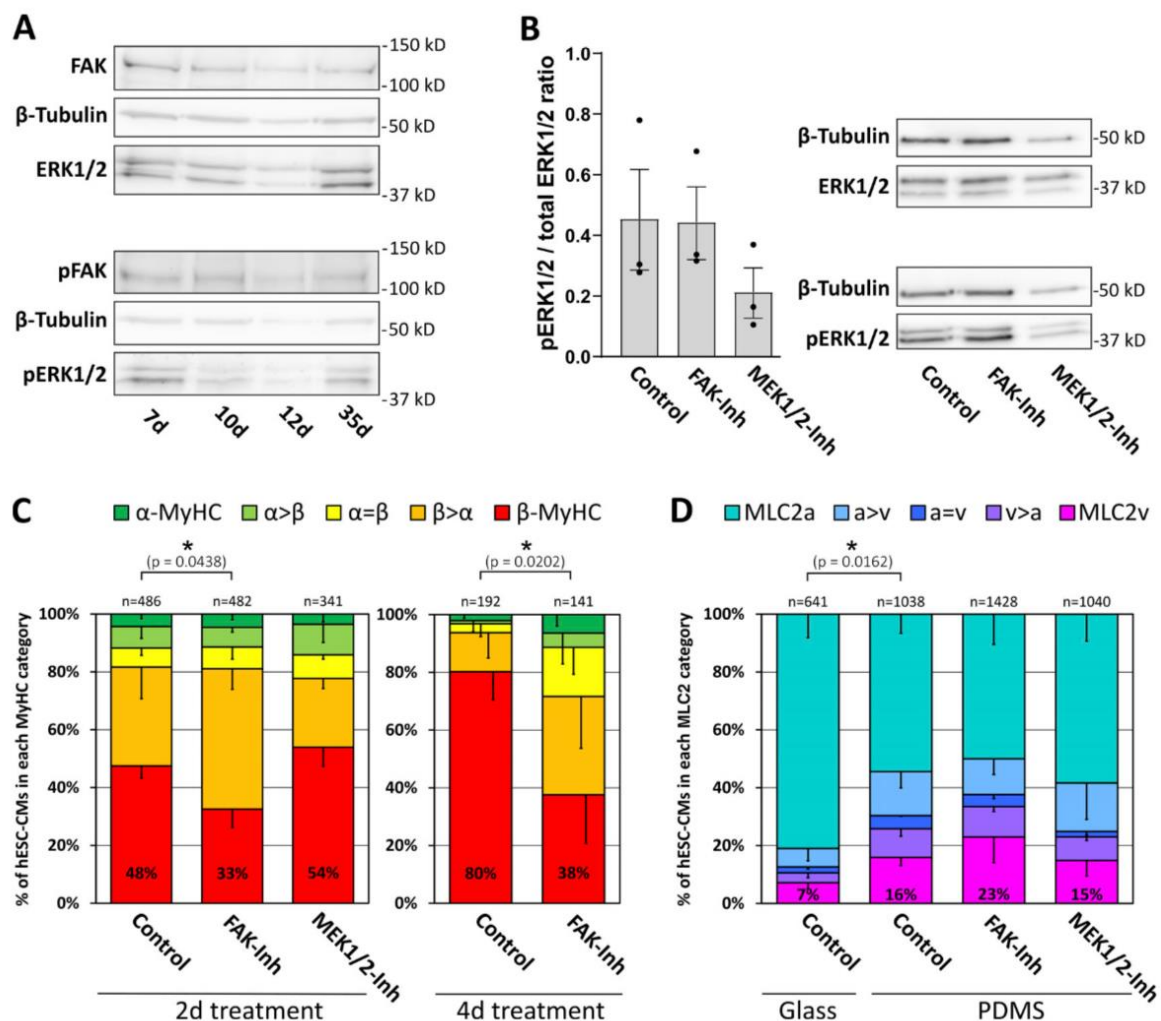 A
FAK
-150 kD
-100 kD
β-Tubulin
-50 kD
ERK1/2
-37 kD
pFAK
-150 kD
-100 kD
β-Tubulin
-50 kD
pERK1/2
-37 kD
7d 10d 12d 35d
B
pERK1/2 / total ERK1/2 ratio
1.0
0.8
0.6
0.4
0.2
0.0
Control FAK-Inh MEK1/2-Inh
β-Tubulin -50 kD
ERK1/2 -37 kD
β-Tubulin -50 kD
pERK1/2 -37 kD
Control FAK-Inh MEK1/2-Inh
C
α-MyHC α>β α=β β>α β-MyHC
% of hESC-CMs in each MyHC category
*
(p = 0.0438)
n=486 n=482 n=341
100%
80%
60%
40%
20%
0%
48% 33% 54%
Control FAK-Inh MEK1/2-Inh
2d treatment
*
(p = 0.0202)
n=192 n=141
100%
80%
60%
40%
20%
0%
80% 38%
Control FAK-Inh
4d treatment
D
MLC2a a>v a=v v>a MLC2v
% of hESC-CMs in each MLC2 category
*
(p = 0.0162)
n=641 n=1038 n=1428 n=1040
100%
80%
60%
40%
20%
0%
7% 16% 23% 15%
Control Control FAK-Inh MEK1/2-Inh
Glass PDMS